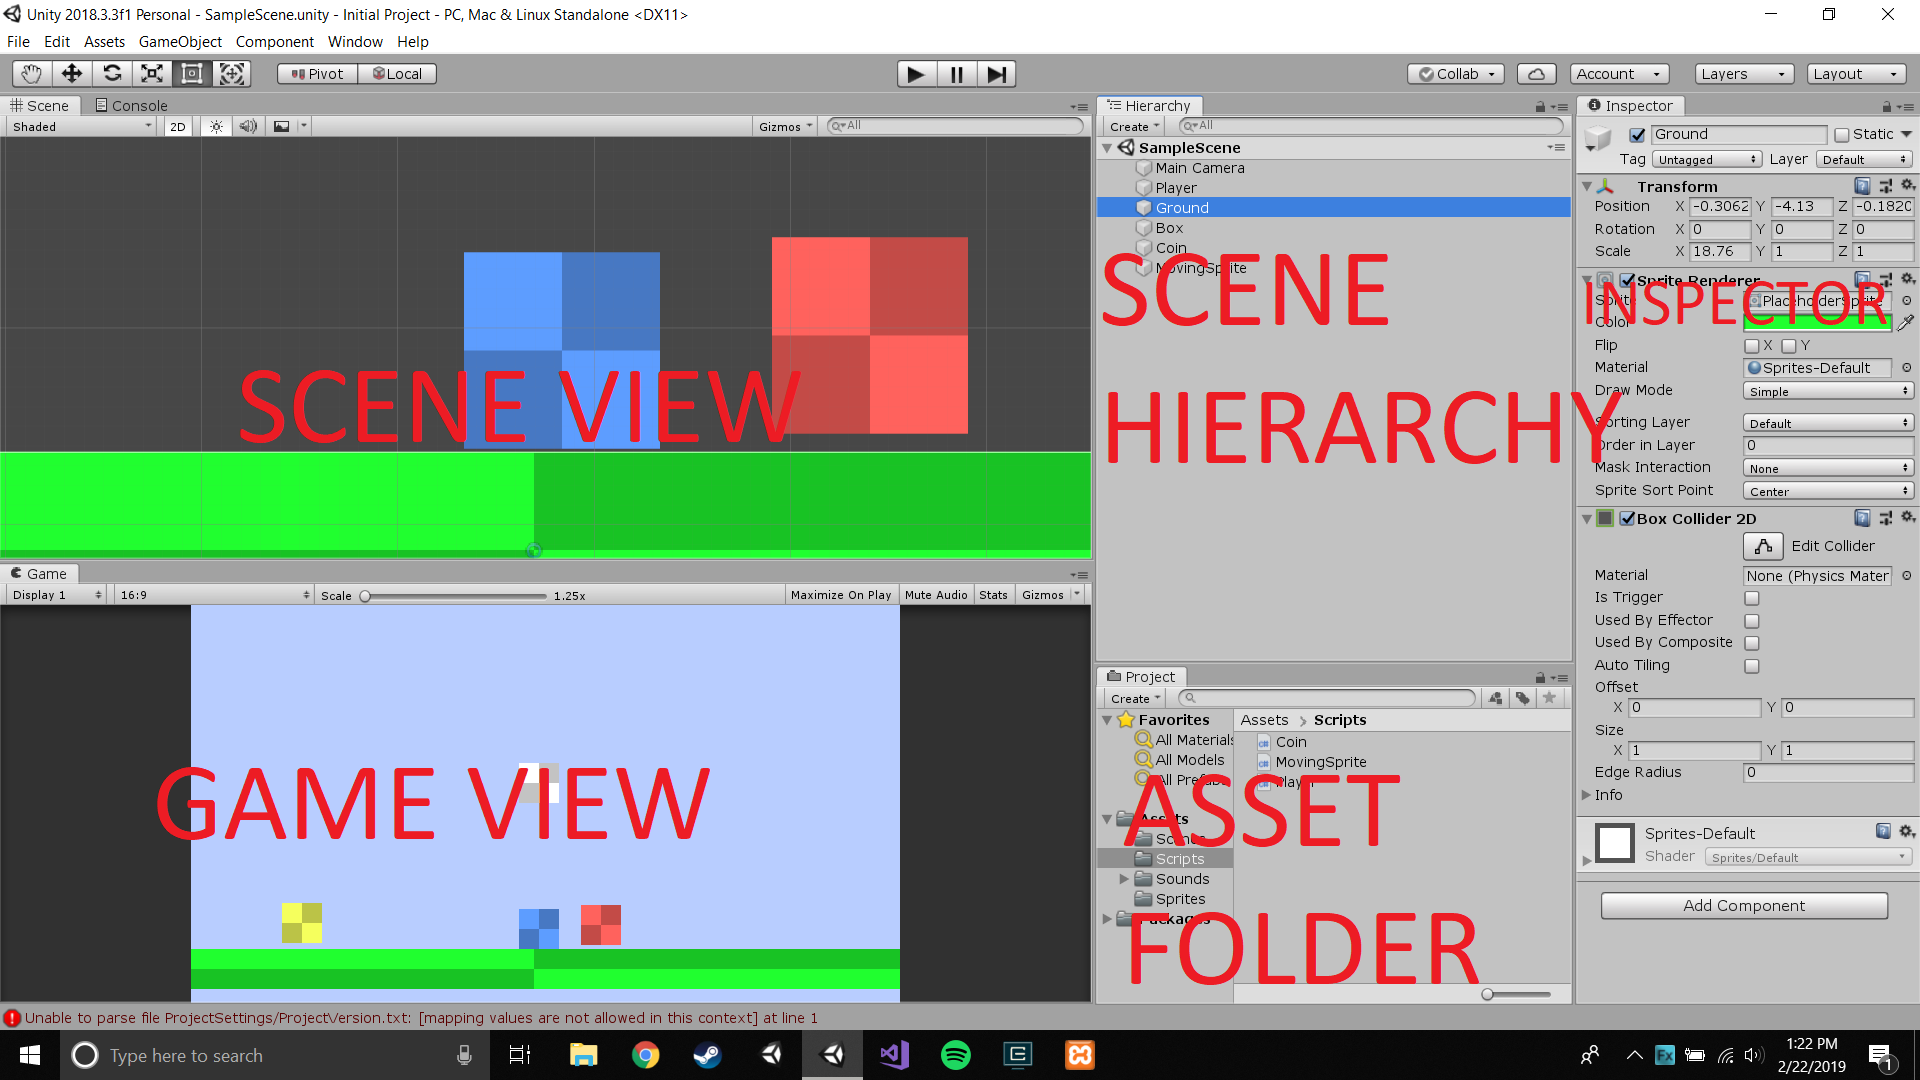 Unity 2018.3.3f1 Personal - SampleScene.unity - Initial Project - PC, Mac & Linux Standalone <DX11>
File Edit Assets GameObject Component Window Help
Pivot Local Collab Account Layers Layout
Scene Console
Shaded 2D Gizmos All
SCENE VIEW
Game
Display 1 16:9 Scale 1.25x Maximize On Play Mute Audio Stats Gizmos
GAME VIEW
Hierarchy
Create All
SampleScene
Main Camera
Player
Ground
Box
Coin
MovingSprite
SCENE
HIERARCHY
Project
Create
Favorites
All Materials
All Models
All Prefabs
Assets
Scenes
Scripts
Sounds
Sprites
Packages
Assets > Scripts
Coin
MovingSprite
Player
ASSET
FOLDER
Inspector
Ground Static
Tag Untagged Layer Default
Transform
Position X -0.3062 Y -4.13 Z -0.1820
Rotation X 0 Y 0 Z 0
Scale X 18.76 Y 1 Z 1
Sprite Renderer
INSPECTOR
Sprite PlaceholderSprite
Color
Flip X Y
Material Sprites-Default
Draw Mode Simple
Sorting Layer Default
Order in Layer 0
Mask Interaction None
Sprite Sort Point Center
Box Collider 2D
Edit Collider
Material None (Physics Mater
Is Trigger
Used By Effector
Used By Composite
Auto Tiling
Offset
X 0 Y 0
Size
X 1 Y 1
Edge Radius 0
Info
Sprites-Default
Shader Sprites/Default
Add Component
Unable to parse file ProjectSettings/ProjectVersion.txt: [mapping values are not allowed in this context] at line 1
Type here to search
Fx
1:22 PM
2/22/2019
1